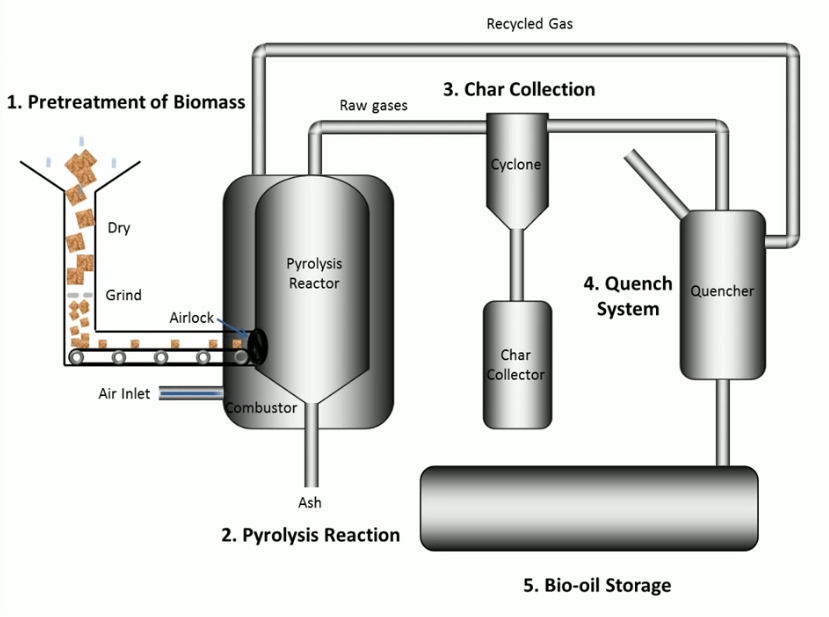 Recycled Gas
3. Char Collection
1. Pretreatment of Biomass
Raw gases
Cyclone
Dry
Pyrolysis
Reactor
4. Quench
System
Quencher
Grind
Airlock
Char
Collector
Air Inlet
Combustor
Ash
2. Pyrolysis Reaction
5. Bio-oil Storage